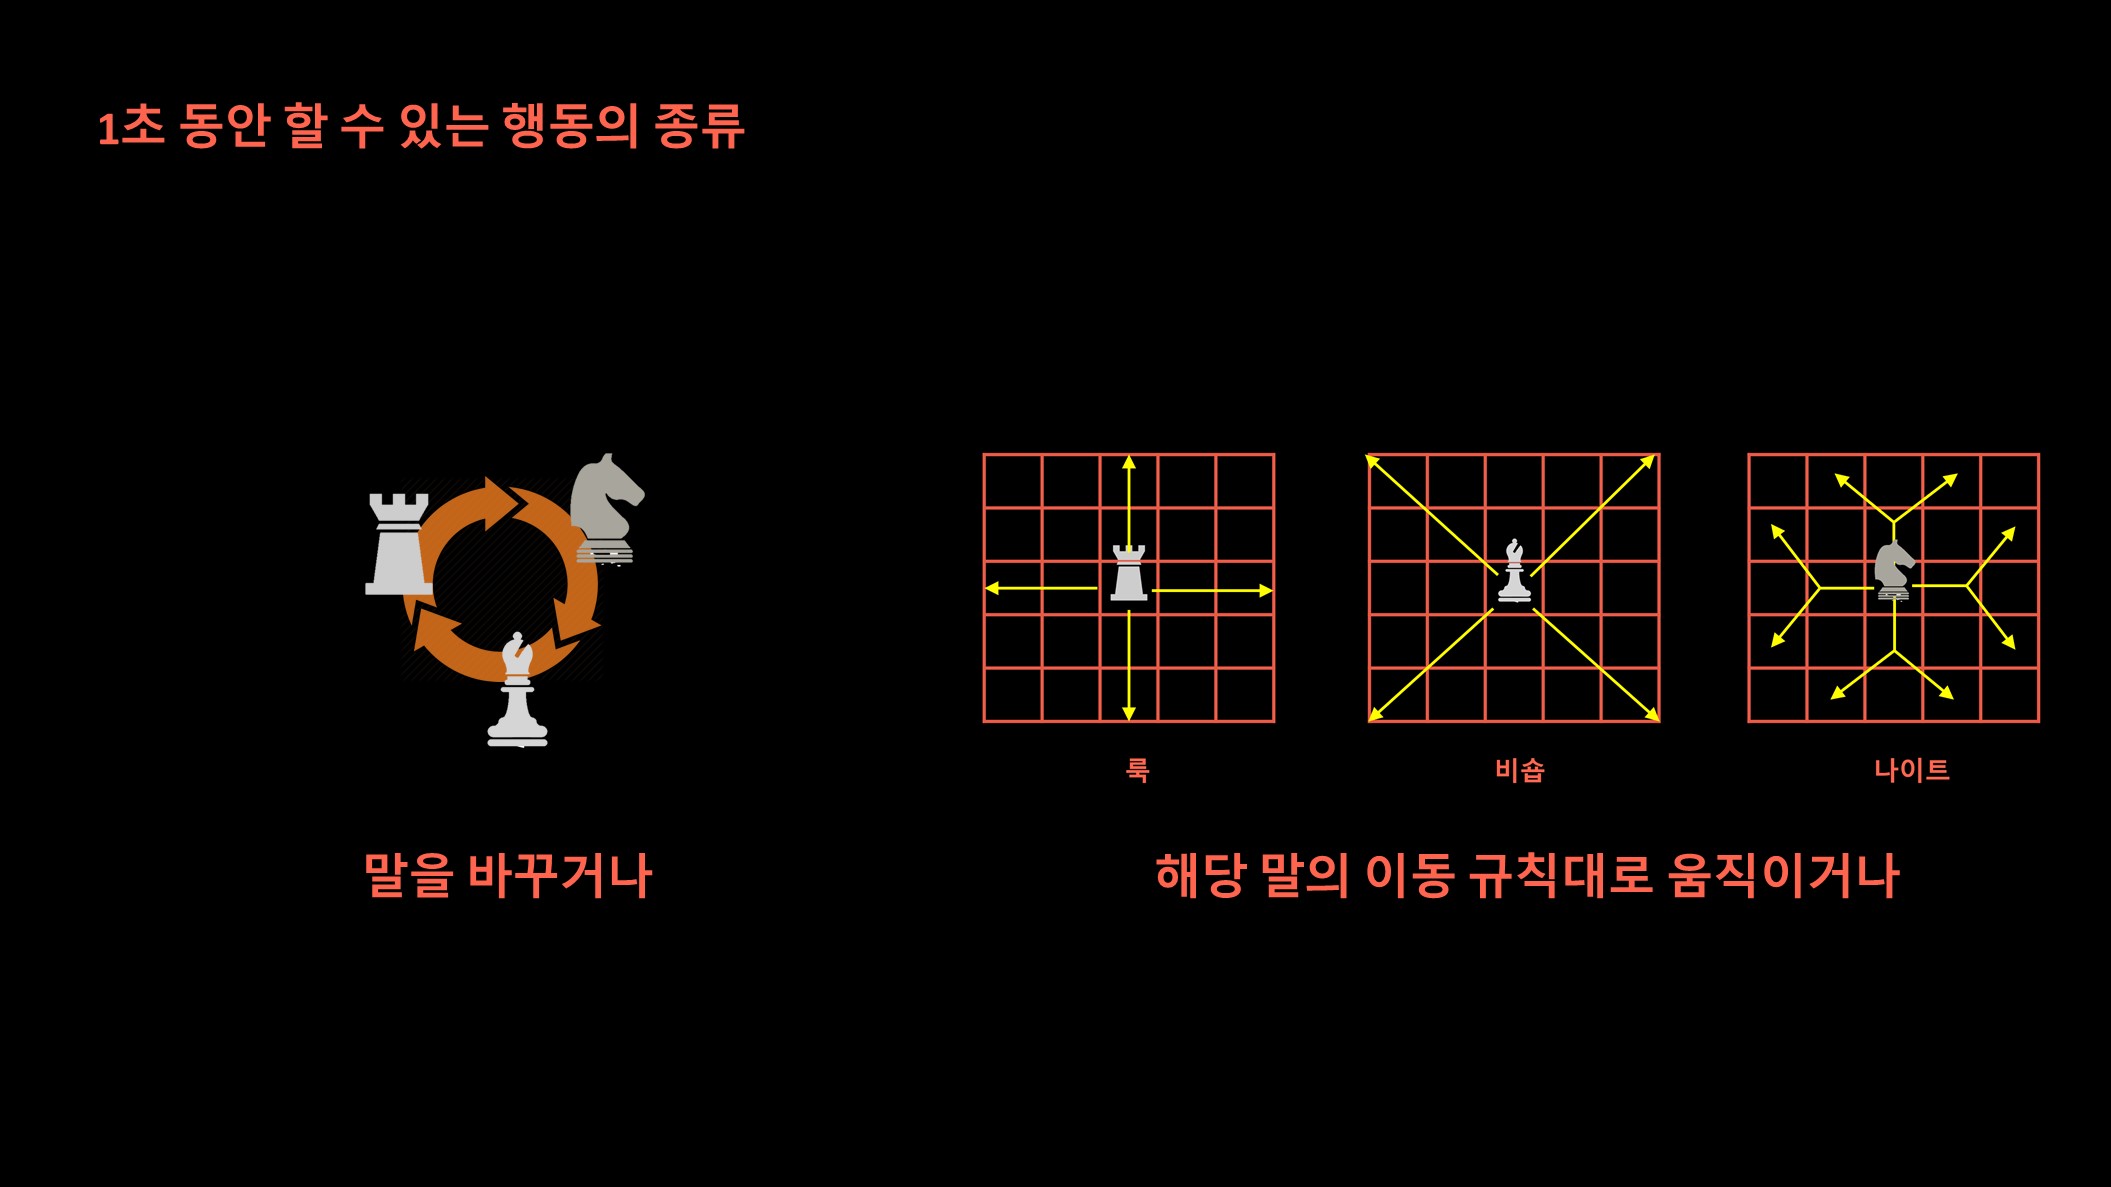 1초 동안 할 수 있는 행동의 종류
룩
비숍
나이트
말을 바꾸거나
해당 말의 이동 규칙대로 움직이거나